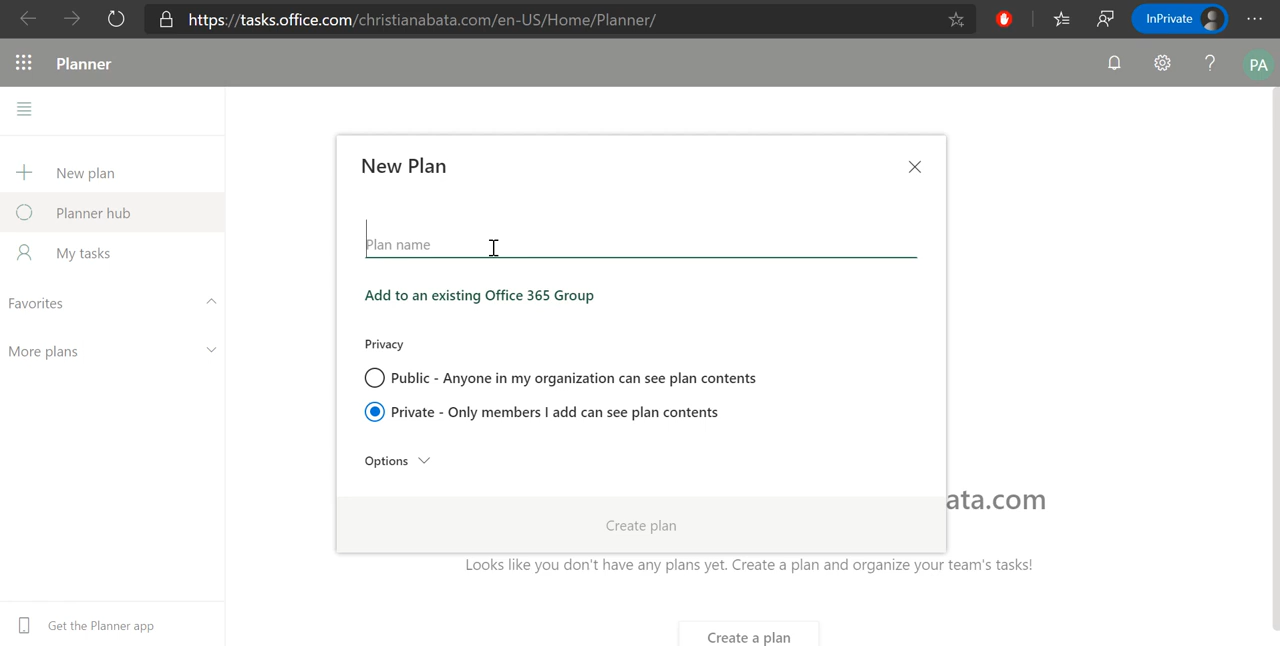 https://tasks.office.com/christianabata.com/en-US/Home/Planner/
InPrivate
Planner
PA
New plan
Planner hub
My tasks
Favorites
More plans
Get the Planner app
New Plan
Plan name
Add to an existing Office 365 Group
Privacy
Public - Anyone in my organization can see plan contents
Private - Only members I add can see plan contents
Options
Create plan
ata.com
Looks like you don't have any plans yet. Create a plan and organize your team's tasks!
Create a plan